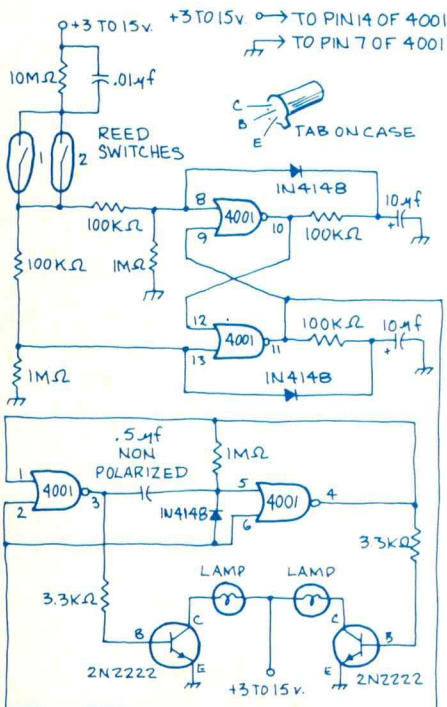 +3 TO 15v.
+3 TO 15v. → TO PIN 14 OF 4001
→ TO PIN 7 OF 4001
10MΩ
.01µf
C
B
E
TAB ON CASE
REED
SWITCHES
1
2
1N4148
8
4001
10
9
100KΩ
10µf
+
100KΩ
1MΩ
100KΩ
12
4001
11
13
100KΩ
10µf
+
1MΩ
1N4148
.5µf
NON
POLARIZED
1MΩ
1
4001
3
2
5
4001
4
6
1N4148
3.3KΩ
LAMP
LAMP
3.3KΩ
C
C
B
B
E
E
2N2222
+3 TO 15v.
2N2222